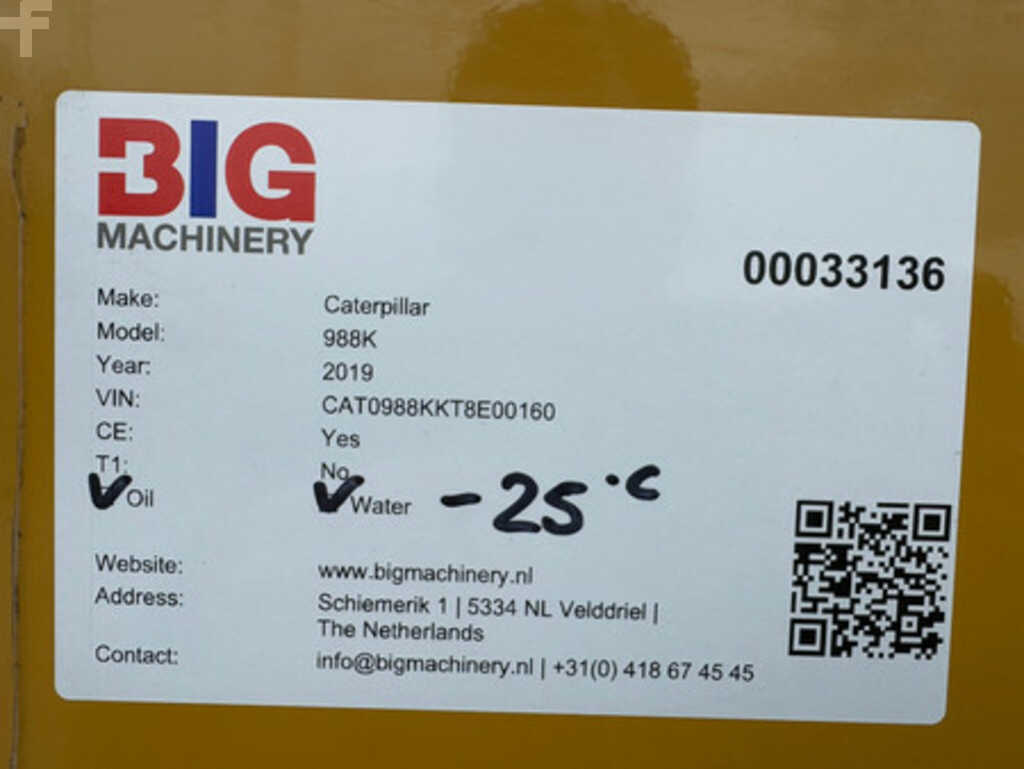 BIG
MACHINERY
00033136
Make: Caterpillar
Model: 988K
Year: 2019
VIN: CAT0988KKT8E00160
CE: Yes
T1: No
Oil Water -25°C
Website: www.bigmachinery.nl
Address: Schiemerik 1 | 5334 NL Velddriel |
The Netherlands
Contact: info@bigmachinery.nl | +31(0) 418 67 45 45